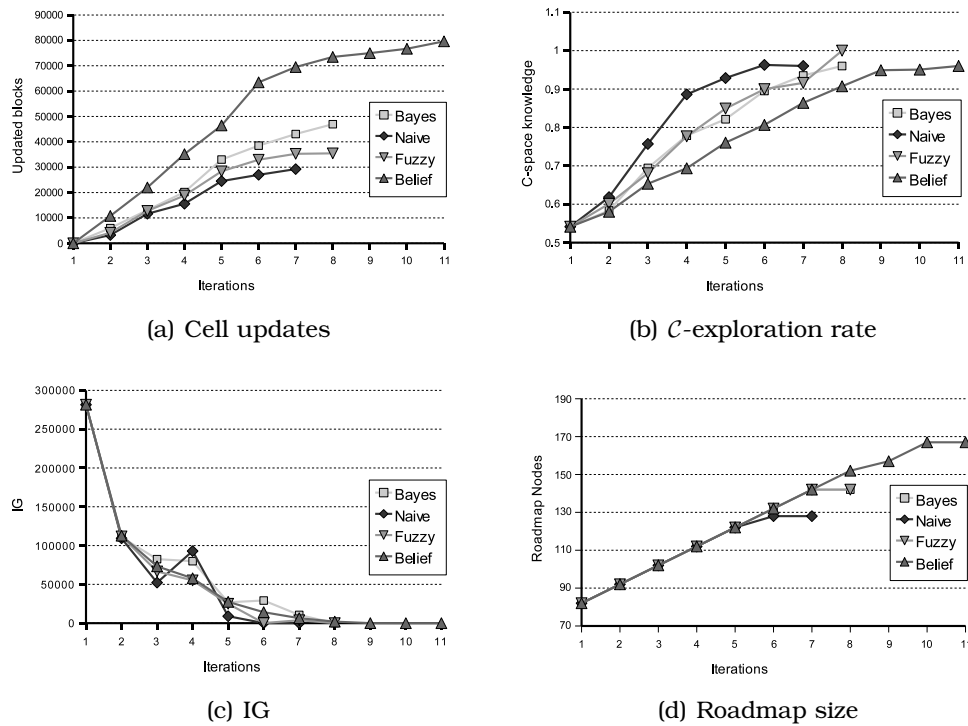 90000
80000
70000
60000
50000
40000
30000
20000
10000
0
Updated blocks
1 2 3 4 5 6 7 8 9 10 11
Iterations
Bayes
Naive
Fuzzy
Belief
(a) Cell updates
1.1
1
0.9
0.8
0.7
0.6
0.5
C-space knowledge
1 2 3 4 5 6 7 8 9 10 11
Iterations
Bayes
Naive
Fuzzy
Belief
(b) C-exploration rate
300000
250000
200000
150000
100000
50000
0
IG
1 2 3 4 5 6 7 8 9 10 11
Iterations
Bayes
Naive
Fuzzy
Belief
(c) IG
190
170
150
130
110
90
70
Roadmap Nodes
1 2 3 4 5 6 7 8 9 10 11
Iterations
Bayes
Naive
Fuzzy
Belief
(d) Roadmap size